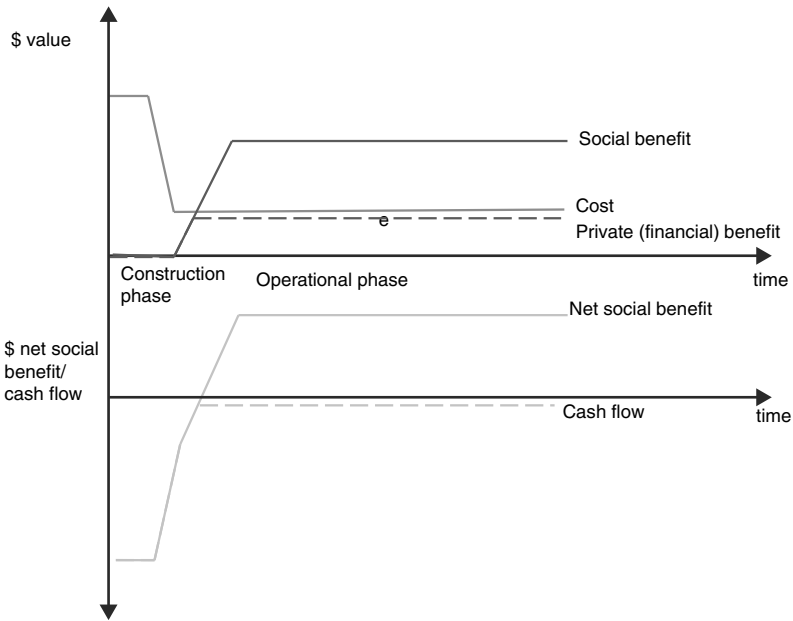 $ value
Social benefit
Cost
e
Private (financial) benefit
Construction
phase
Operational phase
time
Net social benefit
$ net social
benefit/
cash flow
Cash flow
time